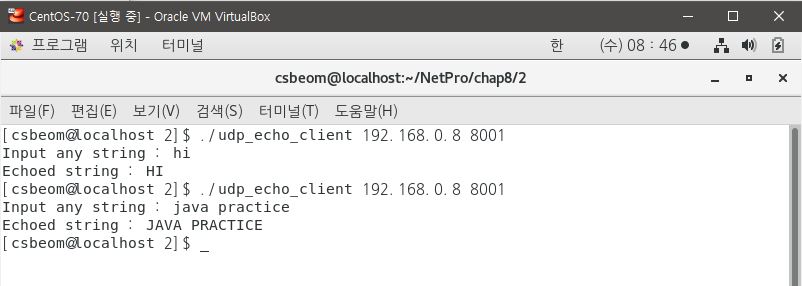 CentOS-70 [실행 중] - Oracle VM VirtualBox
프로그램 위치 터미널 한 (수) 08 : 46
csbeom@localhost:~/NetPro/chap8/2
파일(F) 편집(E) 보기(V) 검색(S) 터미널(T) 도움말(H)
[csbeom@localhost 2]$ ./udp_echo_client 192.168.0.8 8001
Input any string : hi
Echoed string : HI
[csbeom@localhost 2]$ ./udp_echo_client 192.168.0.8 8001
Input any string : java practice
Echoed string : JAVA PRACTICE
[csbeom@localhost 2]$ _